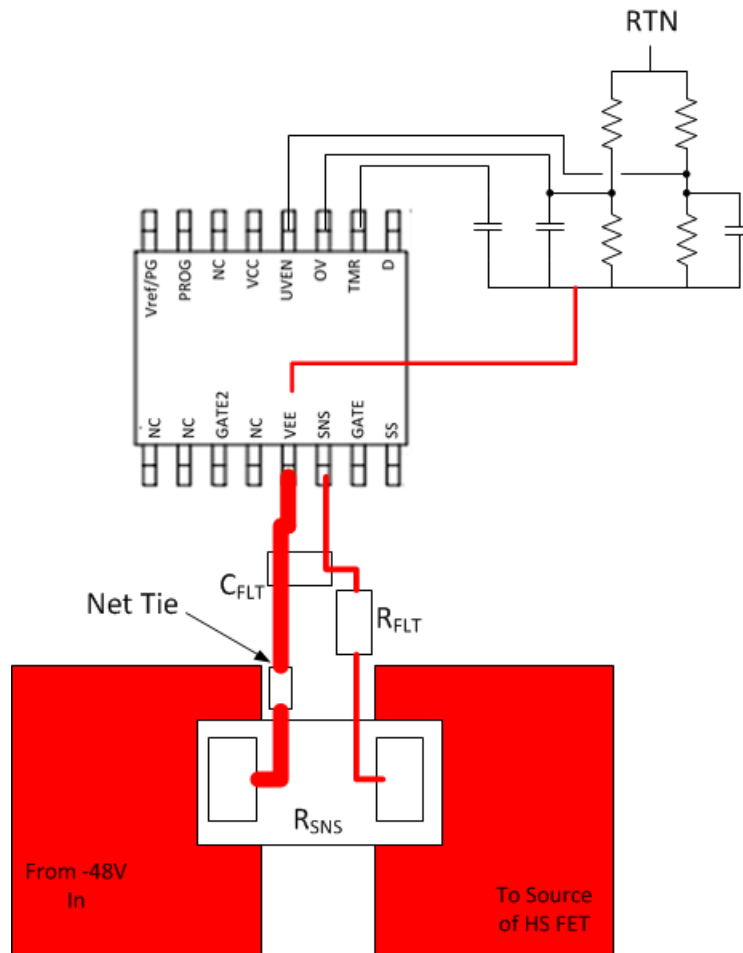 RTN
Vref/PG
PROG
NC
VCC
UVEN
OV
TMR
D
NC
NC
GATE2
NC
VEE
SNS
GATE
SS
CFLT
Net Tie
RFLT
RSNS
From -48V
In
To Source
of HS FET